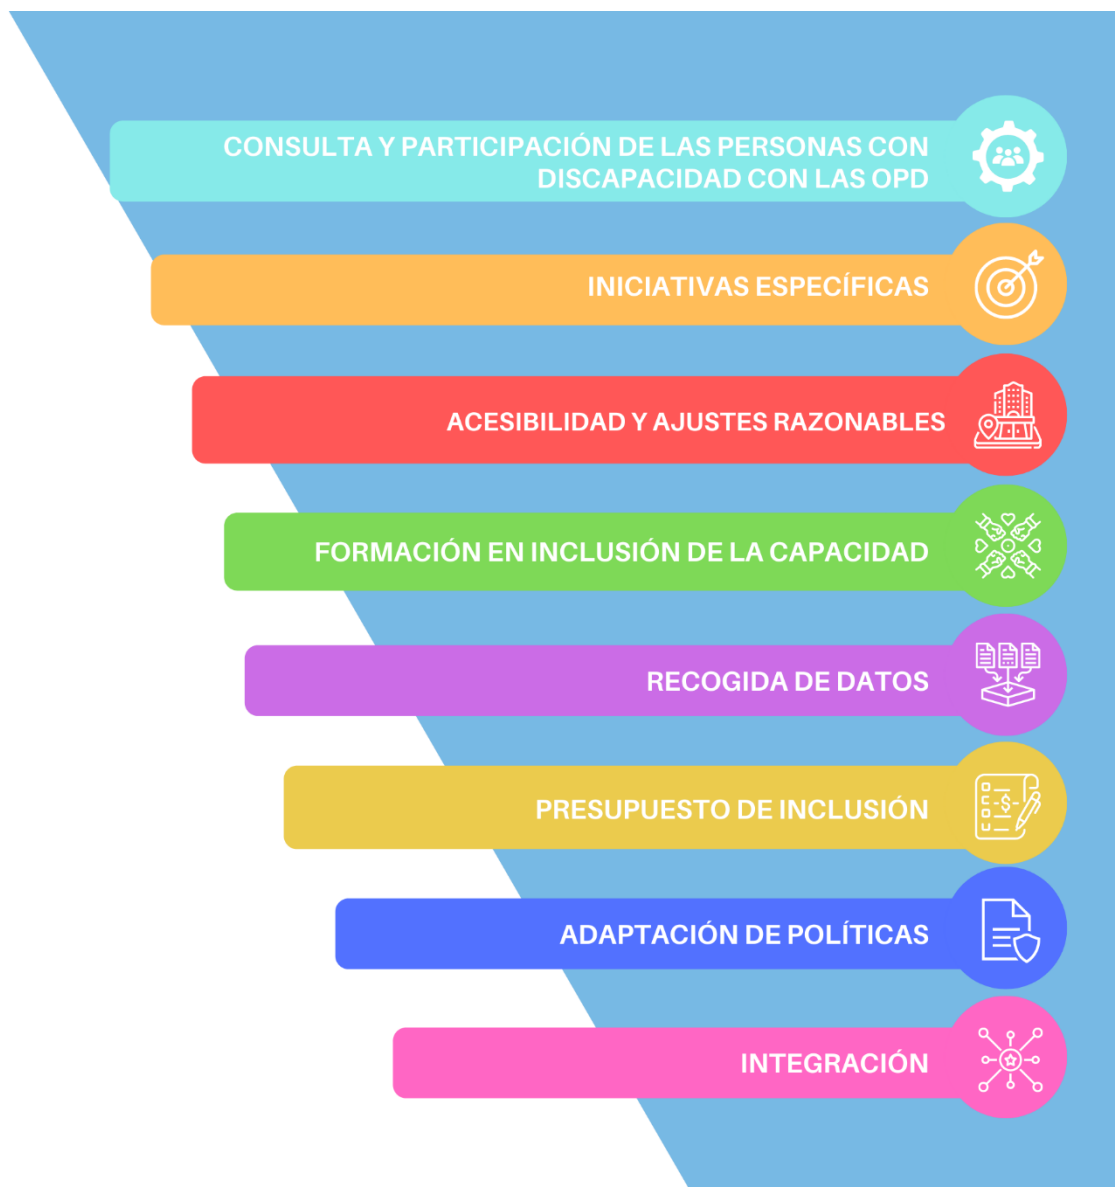 CONSULTA Y PARTICIPACIÓN DE LAS PERSONAS CON
DISCAPACIDAD CON LAS OPD
INICIATIVAS ESPECÍFICAS
ACESIBILIDAD Y AJUSTES RAZONABLES
FORMACIÓN EN INCLUSIÓN DE LA CAPACIDAD
RECOGIDA DE DATOS
PRESUPUESTO DE INCLUSIÓN
ADAPTACIÓN DE POLÍTICAS
INTEGRACIÓN